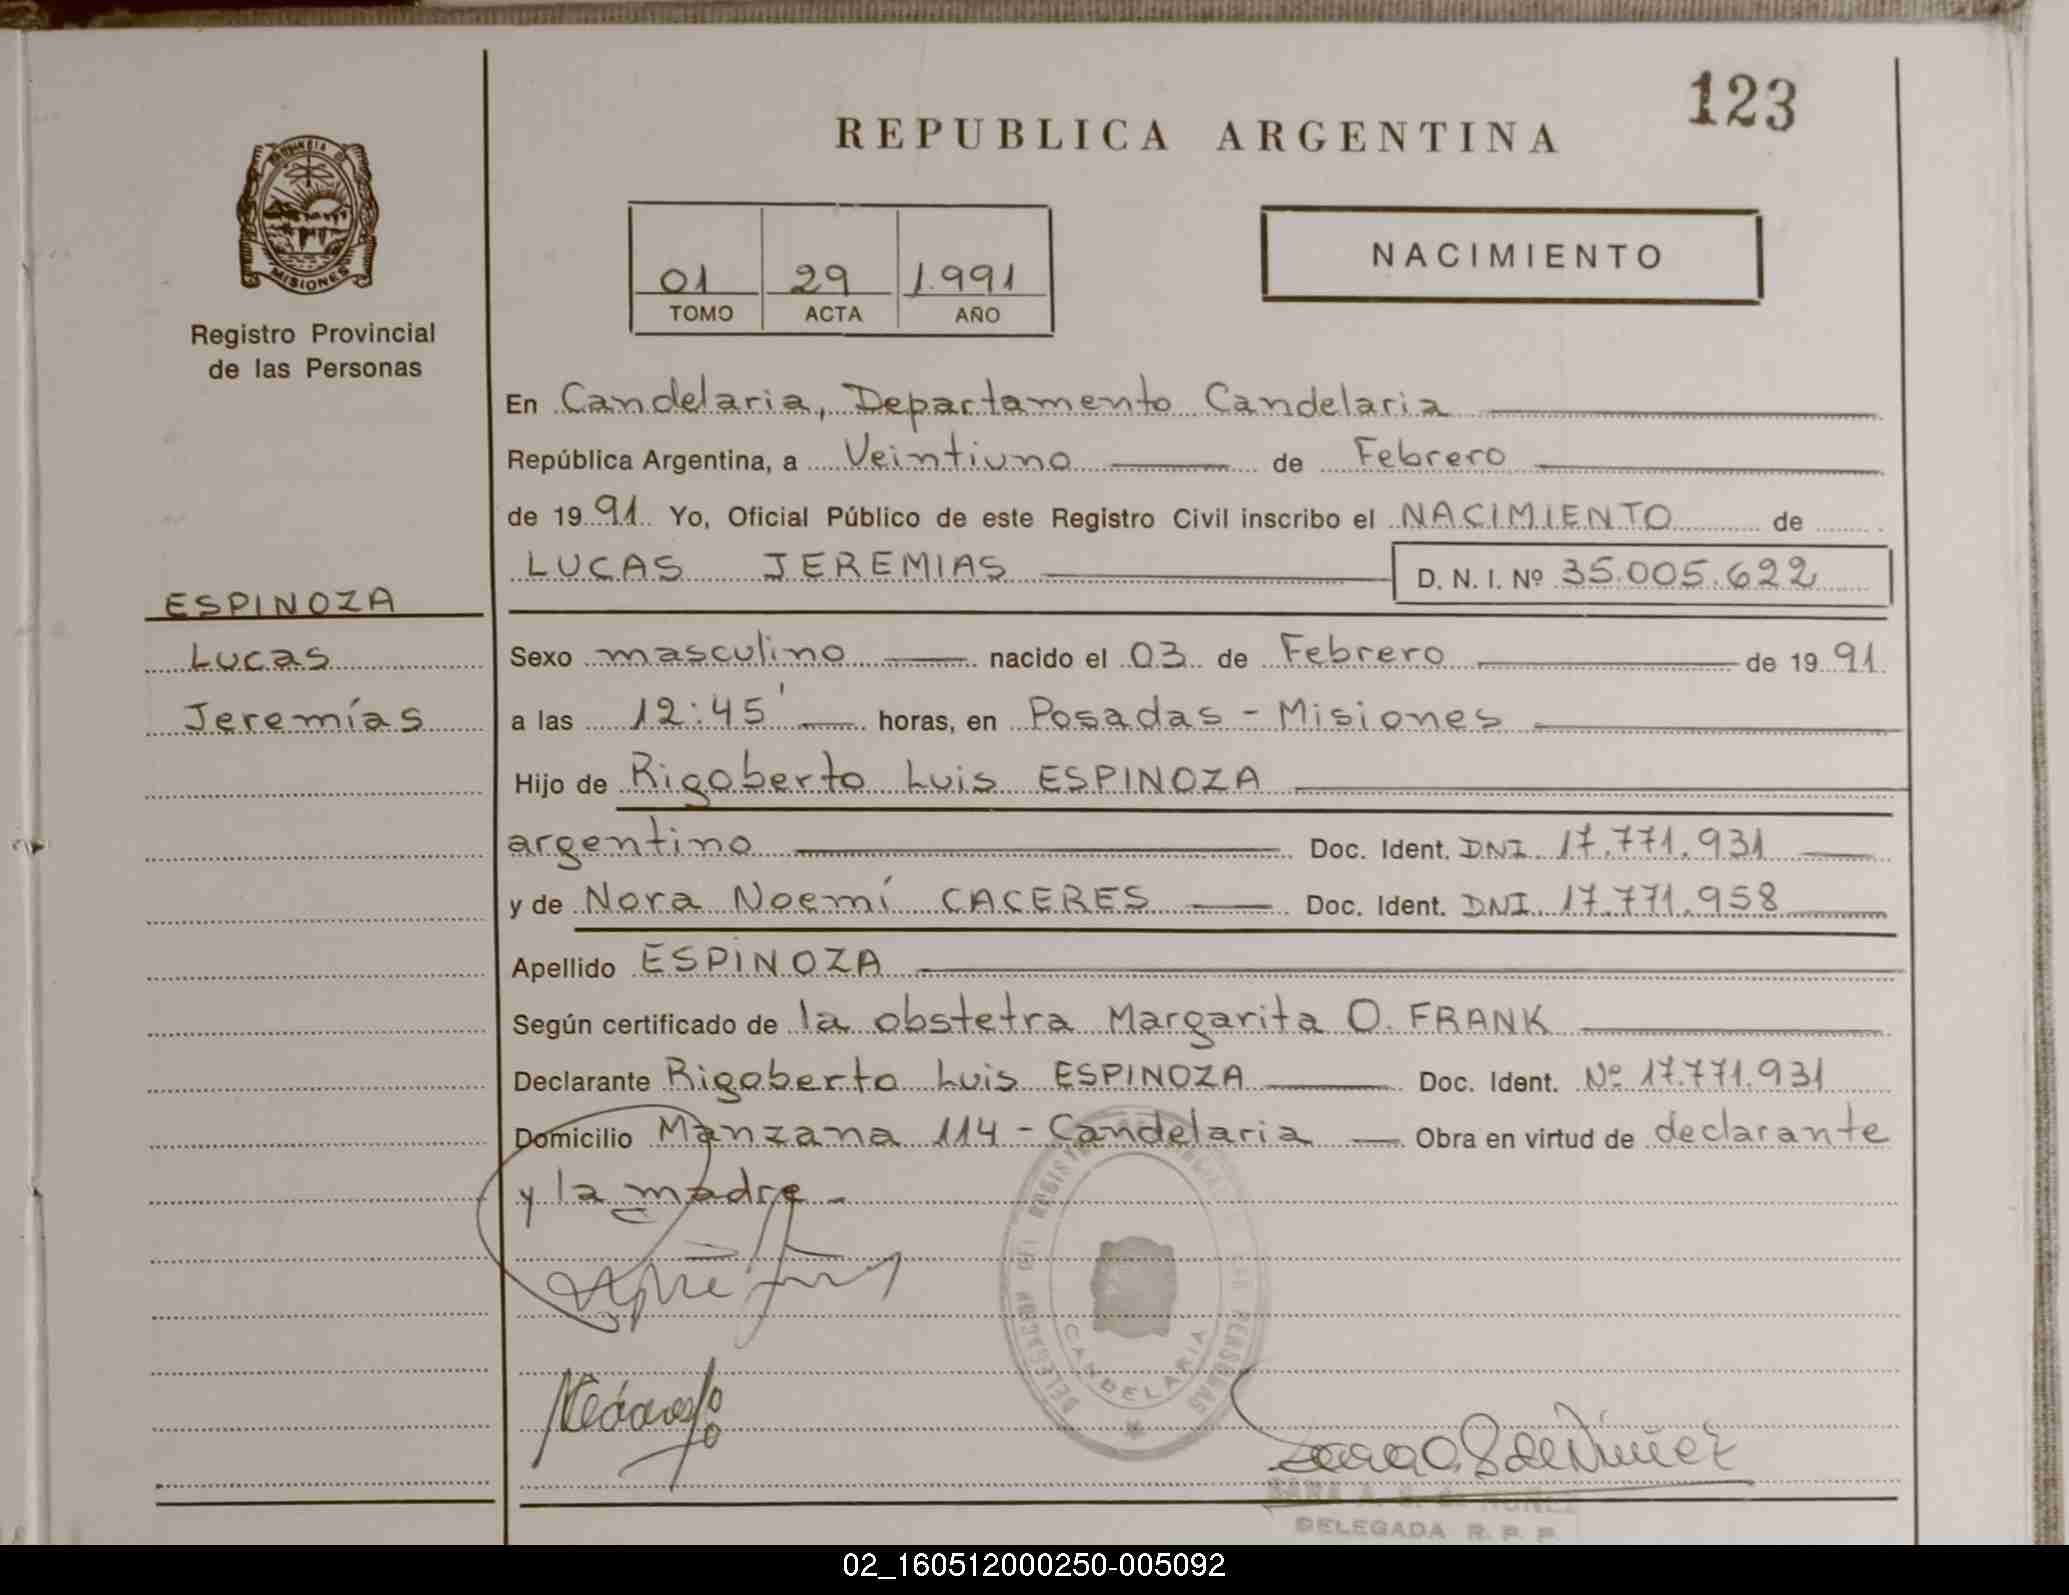 123
REPUBLICA ARGENTINA
PROVINCIA DE
MISIONES
Registro Provincial
de las Personas
01 29 1.991
TOMO ACTA AÑO
NACIMIENTO
En Candelaria, Departamento Candelaria
República Argentina, a Veintiuno de Febrero
de 1991. Yo, Oficial Público de este Registro Civil inscribo el NACIMIENTO de
LUCAS JEREMIAS D. N. I. Nº 35.005.622
ESPINOZA
Lucas
Jeremías
Sexo masculino nacido el 03 de Febrero de 1991.
a las 12:45' horas, en Posadas - Misiones
Hijo de Rigoberto Luis ESPINOZA
argentino Doc. Ident. DNI. 17.771.931
y de Nora Noemí CACERES Doc. Ident. DNI. 17.771.958
Apellido ESPINOZA
Según certificado de la obstetra Margarita O. FRANK
Declarante Rigoberto Luis ESPINOZA Doc. Ident. Nº 17.771.931
Domicilio Manzana 114 - Candelaria Obra en virtud de declarante
y la madre -
CANDELARIA
DELEGADA R. P. P.
02_160512000250-005092